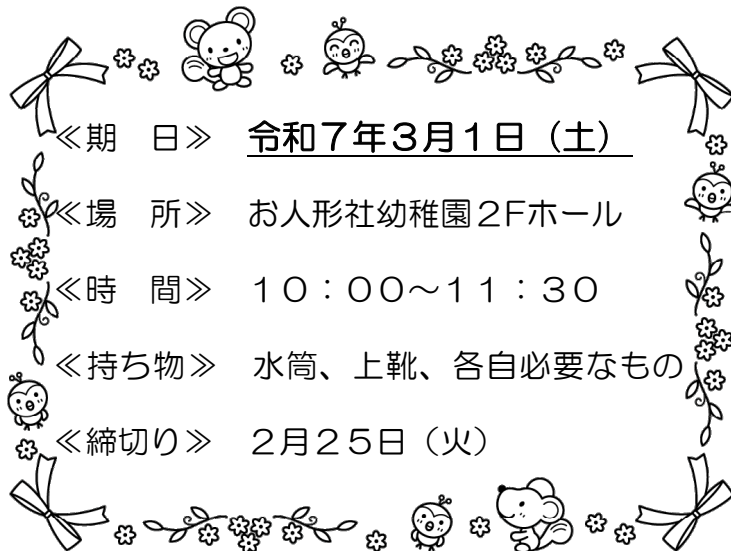 ≪期　日≫　令和７年３月１日（土）
≪場　所≫　お人形社幼稚園２Fホール
≪時　間≫　１０：００～１１：３０
≪持ち物≫　水筒、上靴、各自必要なもの
≪締切り≫　２月２５日（火）